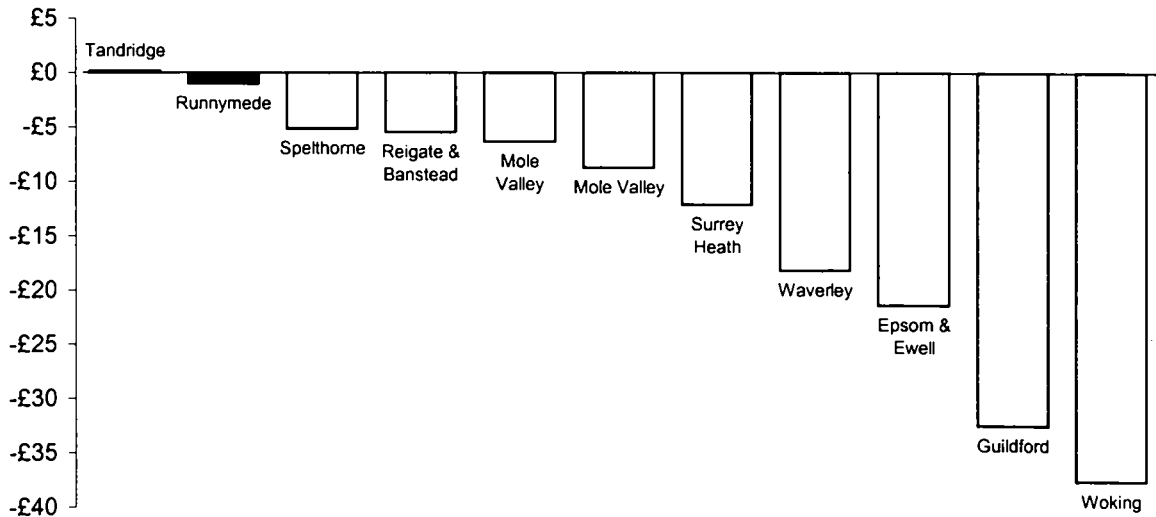 £5
£0
-£5
-£10
-£15
-£20
-£25
-£30
-£35
-£40
Tandridge
Runnymede
Spelthorne
Reigate &
Banstead
Mole
Valley
Mole Valley
Surrey
Heath
Waverley
Epsom &
Ewell
Guildford
Woking